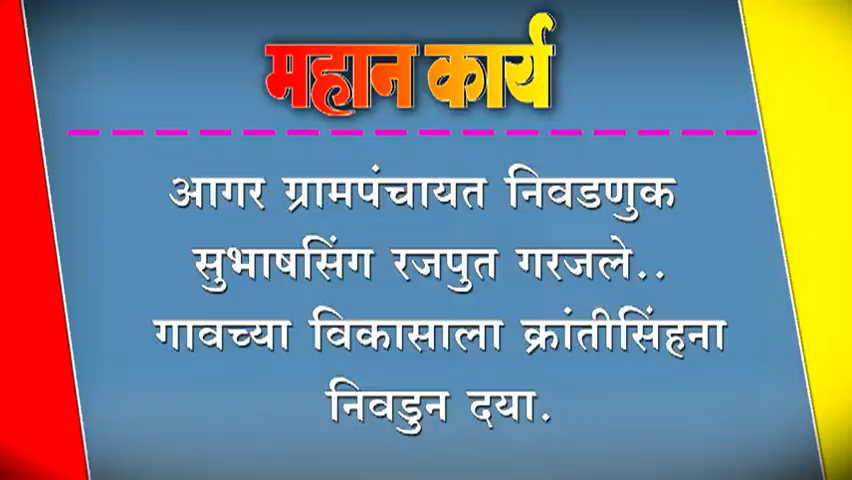 महान कार्य
आगर ग्रामपंचायत निवडणुक
सुभाषसिंग रजपुत गरजले..
गावच्या विकासाला क्रांतीसिंहना
निवडुन दया.